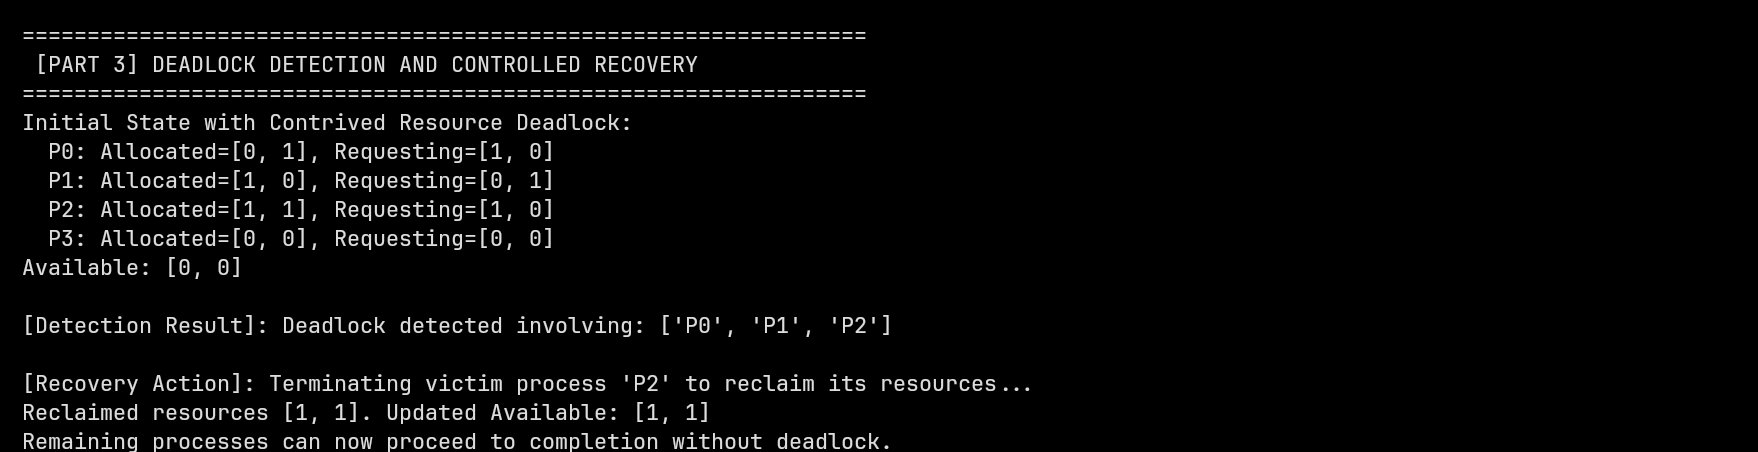 =================================================================
[PART 3] DEADLOCK DETECTION AND CONTROLLED RECOVERY
=================================================================
Initial State with Contrived Resource Deadlock:
P0: Allocated=[0, 1], Requesting=[1, 0]
P1: Allocated=[1, 0], Requesting=[0, 1]
P2: Allocated=[1, 1], Requesting=[1, 0]
P3: Allocated=[0, 0], Requesting=[0, 0]
Available: [0, 0]
[Detection Result]: Deadlock detected involving: ['P0', 'P1', 'P2']
[Recovery Action]: Terminating victim process 'P2' to reclaim its resources...
Reclaimed resources [1, 1]. Updated Available: [1, 1]
Remaining processes can now proceed to completion without deadlock.